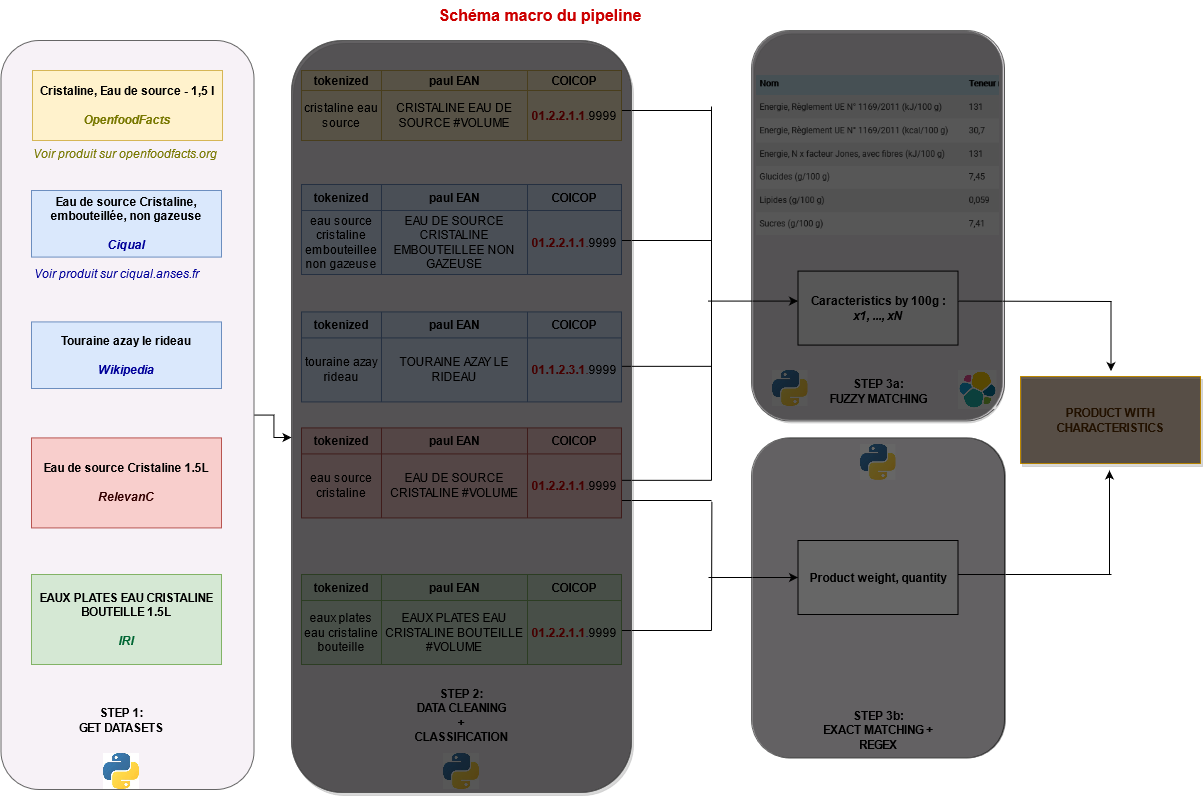 Schéma macro du pipeline
Cristaline, Eau de source - 1,5 l
OpenfoodFacts
Voir produit sur openfoodfacts.org
Eau de source Cristaline,
embouteillée, non gazeuse
Ciqual
Voir produit sur ciqual.anses.fr
Touraine azay le rideau
Wikipedia
Eau de source Cristaline 1.5L
RelevanC
EAUX PLATES EAU CRISTALINE
BOUTEILLE 1.5L
IRI
STEP 1:
GET DATASETS
tokenized paul EAN COICOP
cristaline eau
source
CRISTALINE EAU DE
SOURCE #VOLUME
01.2.2.1.1.9999
tokenized paul EAN COICOP
eau source
cristaline
embouteillee
non gazeuse
EAU DE SOURCE
CRISTALINE
EMBOUTEILLEE NON
GAZEUSE
01.2.2.1.1.9999
tokenized paul EAN COICOP
touraine azay
rideau
TOURAINE AZAY LE
RIDEAU
01.1.2.3.1.9999
tokenized paul EAN COICOP
eau source
cristaline
EAU DE SOURCE
CRISTALINE #VOLUME
01.2.2.1.1.9999
tokenized paul EAN COICOP
eaux plates
eau cristaline
bouteille
EAUX PLATES EAU
CRISTALINE BOUTEILLE
#VOLUME
01.2.2.1.1.9999
STEP 2:
DATA CLEANING
+
CLASSIFICATION
Nom Teneur
Energie, Règlement UE N° 1169/2011 (kJ/100 g) 131
Energie, Règlement UE N° 1169/2011 (kcal/100 g) 30,7
Energie, N x facteur Jones, avec fibres (kJ/100 g) 131
Glucides (g/100 g) 7,45
Lipides (g/100 g) 0,059
Sucres (g/100 g) 7,41
Caracteristics by 100g :
x1, ..., xN
STEP 3a:
FUZZY MATCHING
Product weight, quantity
STEP 3b:
EXACT MATCHING +
REGEX
PRODUCT WITH
CHARACTERISTICS